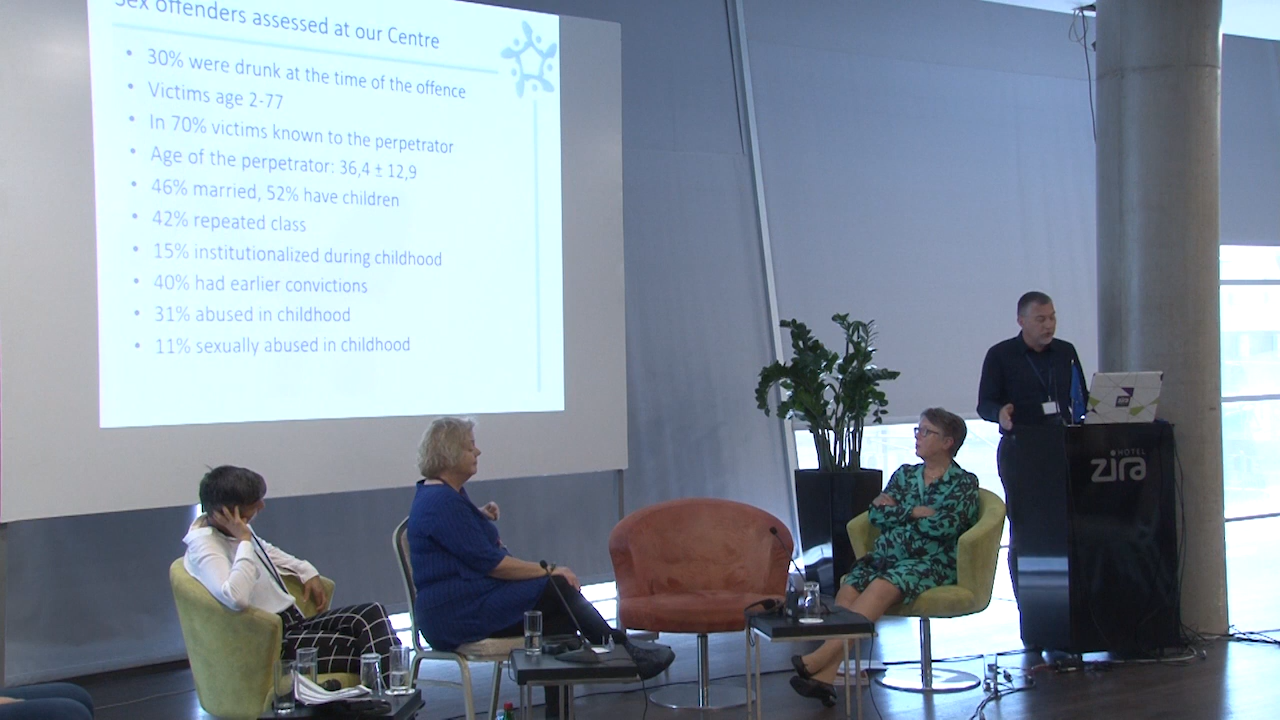 Sex offenders assessed at our Centre
• 30% were drunk at the time of the offence
• Victims age 2-77
• In 70% victims known to the perpetrator
• Age of the perpetrator: 36,4 ± 12,9
• 46% married, 52% have children
• 42% repeated class
• 15% institutionalized during childhood
• 40% had earlier convictions
• 31% abused in childhood
• 11% sexually abused in childhood
HOTEL
zira